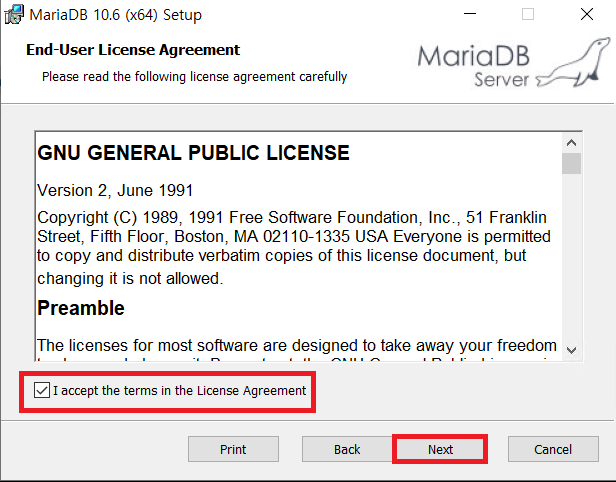 MariaDB 10.6 (x64) Setup
End-User License Agreement
Please read the following license agreement carefully
MariaDB
Server
GNU GENERAL PUBLIC LICENSE
Version 2, June 1991
Copyright (C) 1989, 1991 Free Software Foundation, Inc., 51 Franklin
Street, Fifth Floor, Boston, MA 02110-1335 USA Everyone is permitted
to copy and distribute verbatim copies of this license document, but
changing it is not allowed.
Preamble
The licenses for most software are designed to take away your freedom
I accept the terms in the License Agreement
Print
Back
Next
Cancel